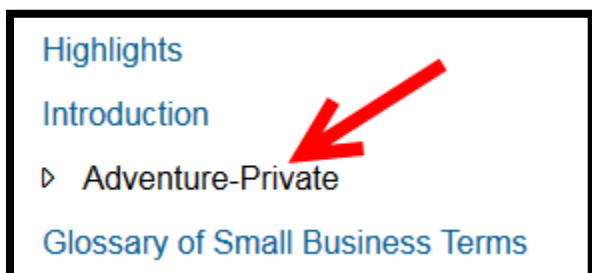 Highlights
Introduction
Adventure-Private
Glossary of Small Business Terms